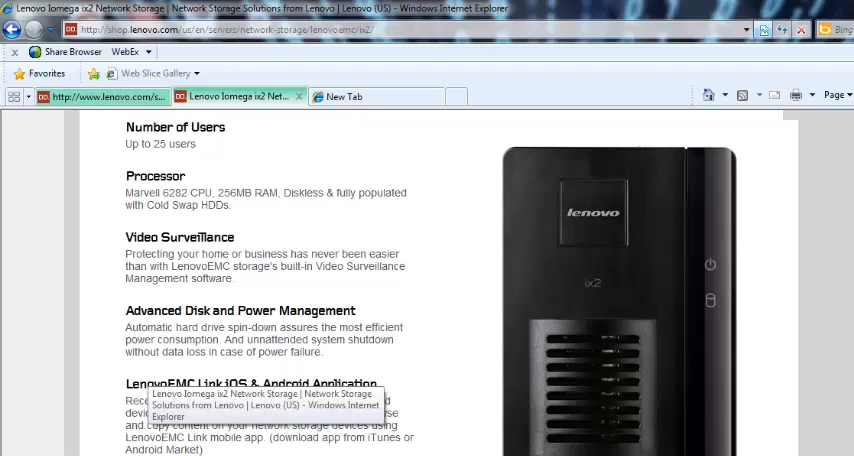 Lenovo Iomega ix2 Network Storage | Network Storage Solutions from Lenovo | Lenovo (US) - Windows Internet Explorer
http://shop.lenovo.com/us/en/servers/network-storage/lenovoemc/ix2/
Bing
x Share Browser WebEx
Favorites Web Slice Gallery
http://www.lenovo.com/s... Lenovo Iomega ix2 Net... x New Tab Page
Number of Users
Up to 25 users
Processor
Marvell 6282 CPU, 256MB RAM, Diskless & fully populated
with Cold Swap HDDs.
Video Surveillance
Protecting your home or business has never been easier
than with LenovoEMC storage's built-in Video Surveillance
Management software.
Advanced Disk and Power Management
Automatic hard drive spin-down assures the most efficient
power consumption. And unnattended system shutdown
without data loss in case of power failure.
LenovoEMC Link iOS & Android Application
Lenovo Iomega ix2 Network Storage | Network Storage
Solutions from Lenovo | Lenovo (US) - Windows Internet
Explorer
and copy content on your network storage devices using
LenovoEMC Link mobile app. (download app from iTunes or
Android Market)
lenovo
ix2